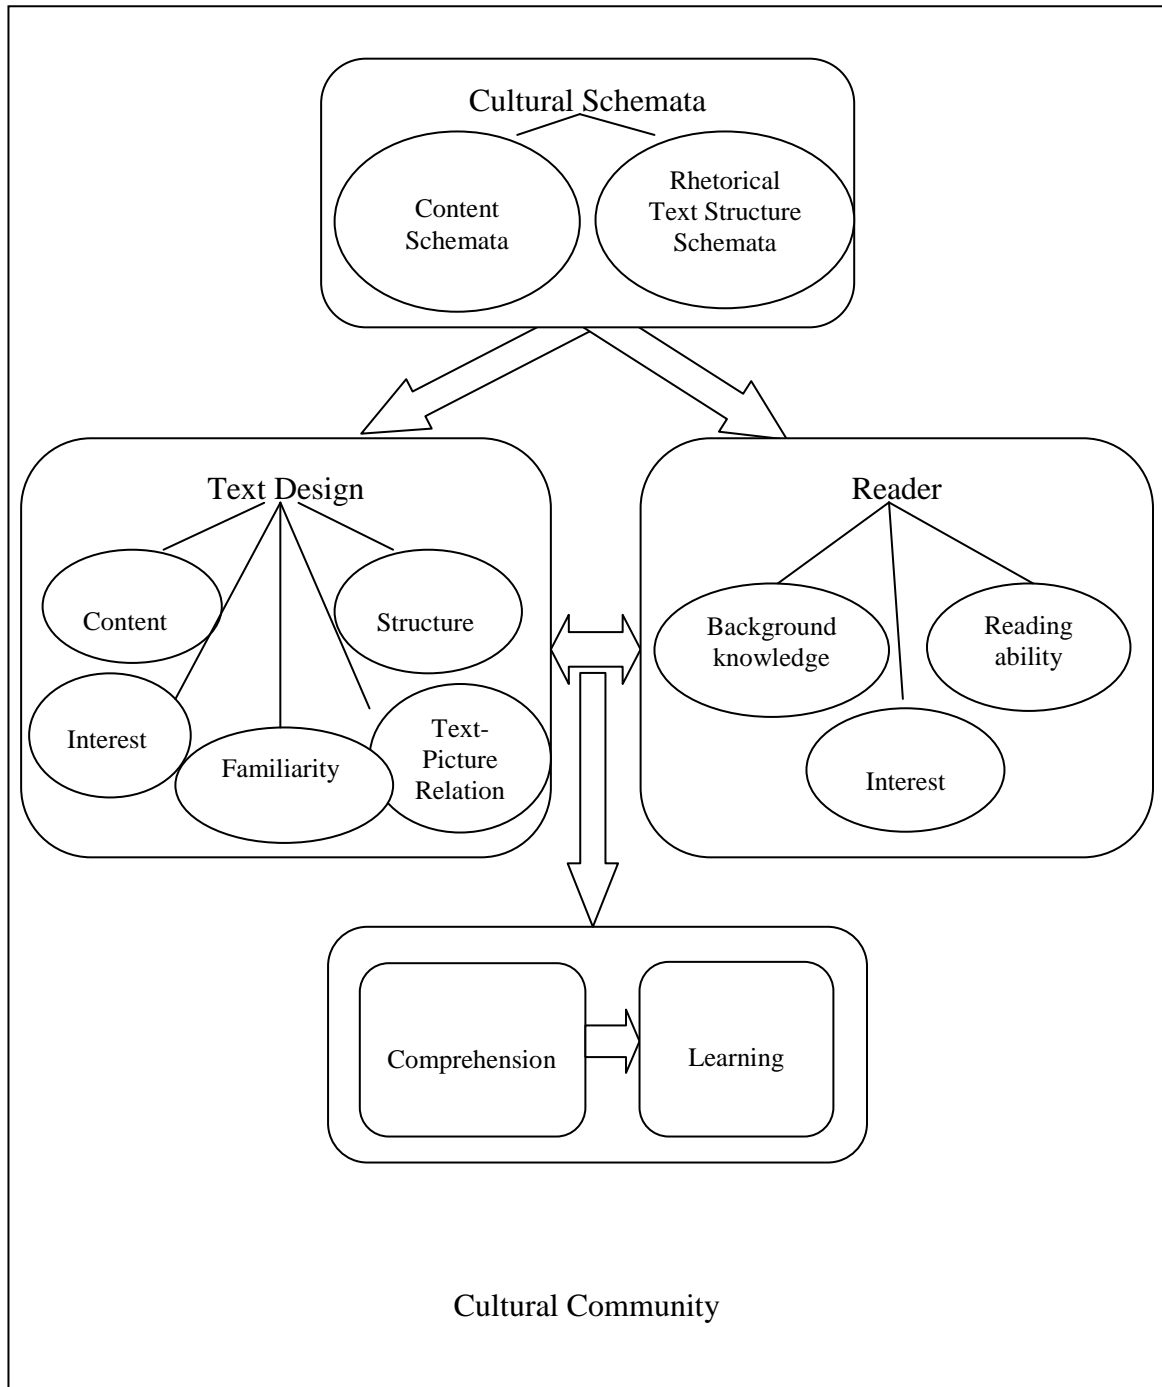 Cultural Schemata
Content
Schemata
Rhetorical
Text Structure
Schemata
Text Design
Content
Structure
Interest
Familiarity
Text-
Picture
Relation
Reader
Background
knowledge
Reading
ability
Interest
Comprehension
Learning
Cultural Community